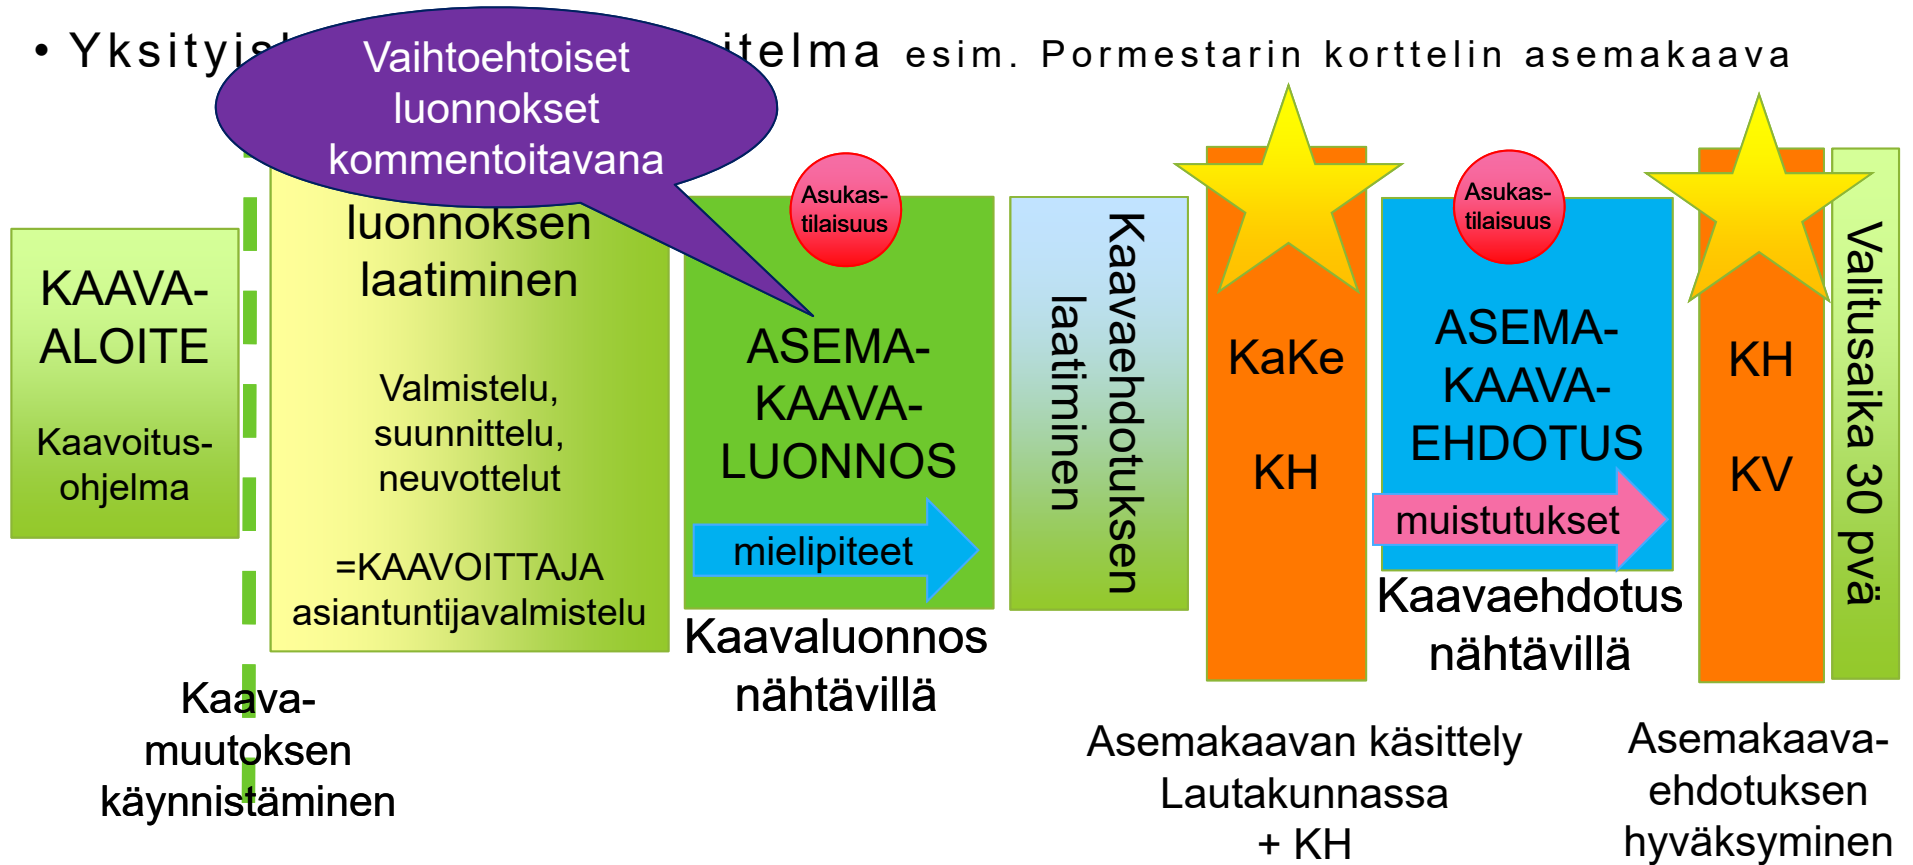 • Yksityis itelma esim. Pormestarin korttelin asemakaava
Vaihtoehtoiset
luonnokset
kommentoitavana
KAAVA-
ALOITE
Kaavoitus-
ohjelma
Kaava-
muutoksen
käynnistäminen
luonnoksen
laatiminen
Valmistelu,
suunnittelu,
neuvottelut
=KAAVOITTAJA
asiantuntijavalmistelu
Asukas-
tilaisuus
ASEMA-
KAAVA-
LUONNOS
mielipiteet
Kaavaluonnos
nähtävillä
Kaavaehdotuksen
laatiminen
KaKe
KH
Asemakaavan käsittely
Lautakunnassa
+ KH
Asukas-
tilaisuus
ASEMA-
KAAVA-
EHDOTUS
muistutukset
Kaavaehdotus
nähtävillä
KH
KV
Asemakaava-
ehdotuksen
hyväksyminen
Valitusaika 30 pvä